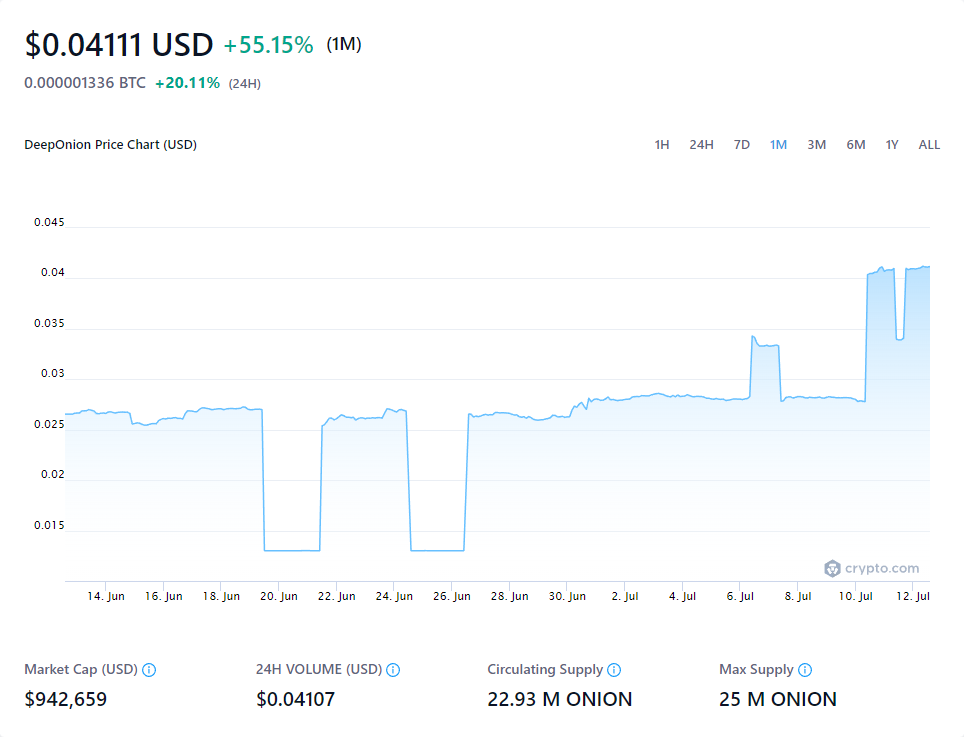 $0.04111 USD +55.15% (1M)
0.000001336 BTC +20.11% (24H)
DeepOnion Price Chart (USD) 1H 24H 7D 1M 3M 6M 1Y ALL
0.045
0.04
0.035
0.03
0.025
0.02
0.015
crypto.com
14. Jun 16. Jun 18. Jun 20. Jun 22. Jun 24. Jun 26. Jun 28. Jun 30. Jun 2. Jul 4. Jul 6. Jul 8. Jul 10. Jul 12. Jul
Market Cap (USD) 24H VOLUME (USD) Circulating Supply Max Supply
$942,659 $0.04107 22.93 M ONION 25 M ONION